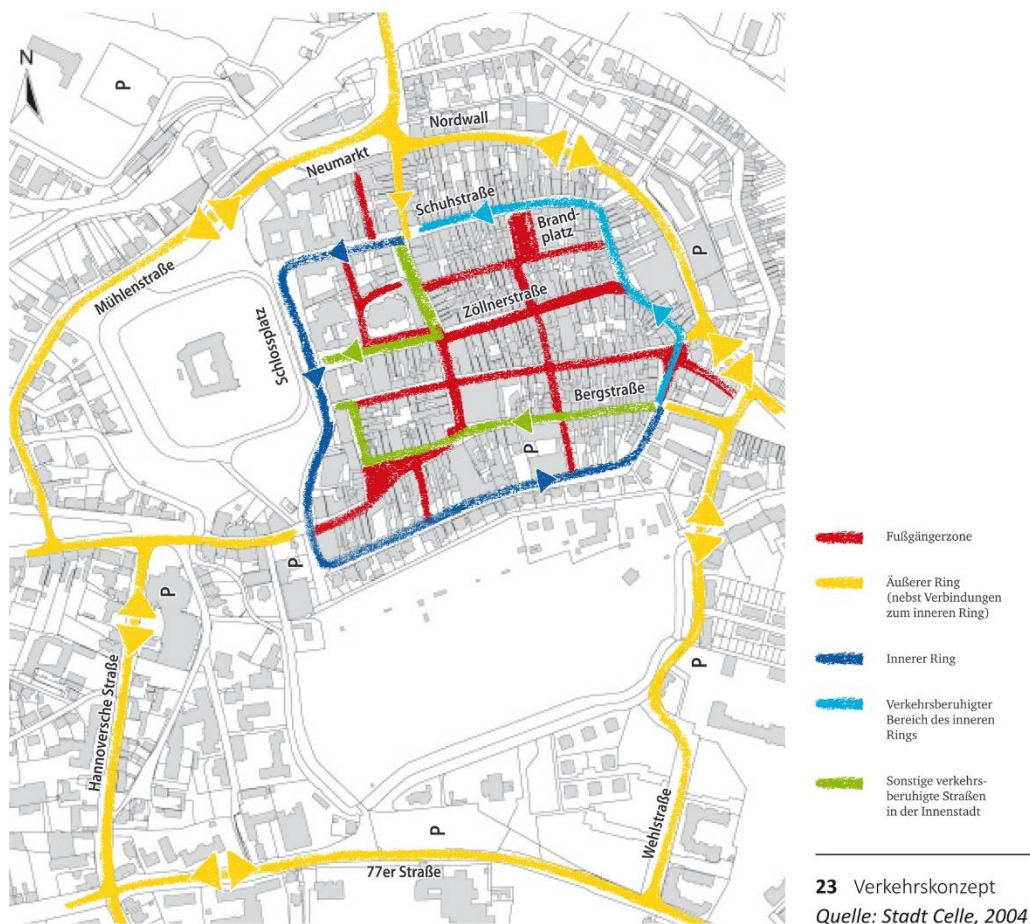 N
P
Nordwall
Neumarkt
Schuhstraße
Brand-
platz
P
Mühlenstraße
Zöllnerstraße
Schlossplatz
Bergstraße
P
P
P
Hannoversche Straße
P
P
Wehlstraße
77er Straße
Fußgängerzone
Äußerer Ring
(nebst Verbindungen
zum inneren Ring)
Innerer Ring
Verkehrsberuhigter
Bereich des inneren
Rings
Sonstige verkehrs-
beruhigte Straßen
in der Innenstadt
23 Verkehrskonzept
Quelle: Stadt Celle, 2004